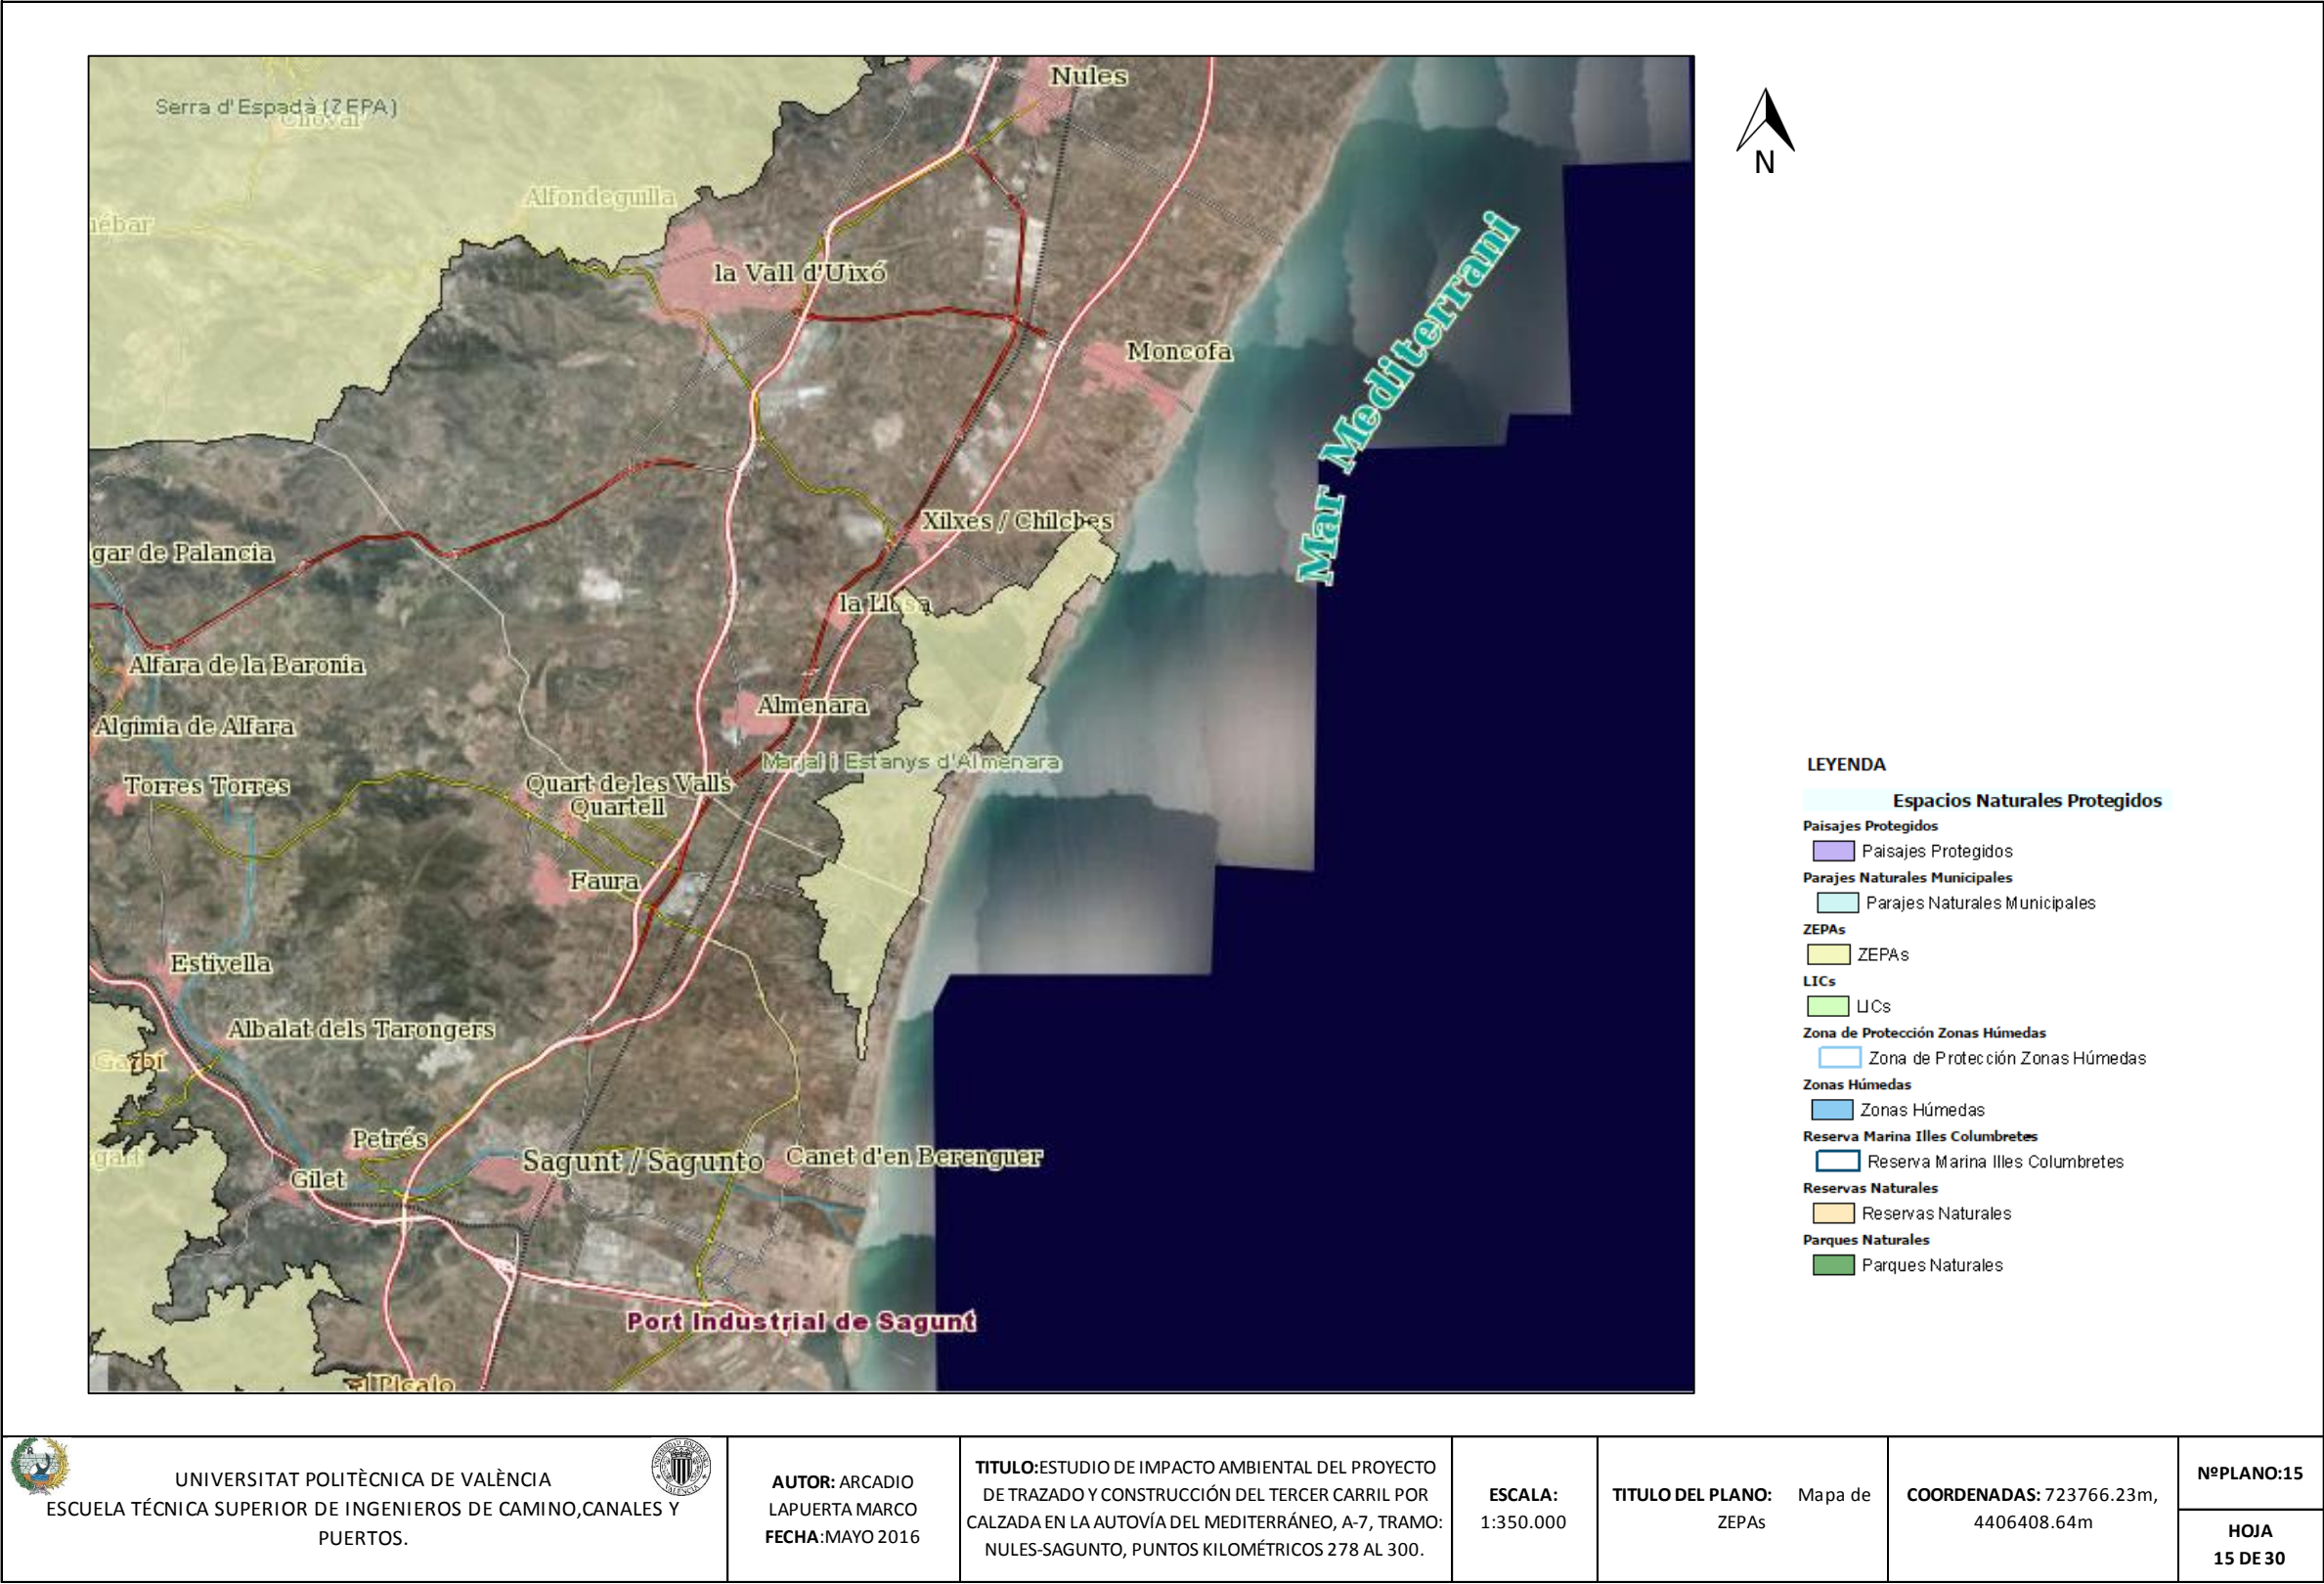 Nules
Serra d'Espadà (ZEPA)
Alfondeguilla
la Vall d'Uixó
Moncofa
Mar Mediterrani
Xilxes / Chilches
gar de Palancia
la Llosa
Alfara de la Baronia
Almenara
Algimia de Alfara
Marjal i Estanys d'Almenara
Torres Torres
Quart de les Valls
Quartell
Faura
Estivella
Albalat dels Tarongers
Garbí
Petrés
Sagunt / Sagunto
Canet d'en Berenguer
Gilet
Port Industrial de Sagunt
el Picaio
N
LEYENDA
Espacios Naturales Protegidos
Paisajes Protegidos
Paisajes Protegidos
Parajes Naturales Municipales
Parajes Naturales Municipales
ZEPAs
ZEPAs
LICs
LICs
Zona de Protección Zonas Húmedas
Zona de Protección Zonas Húmedas
Zonas Húmedas
Zonas Húmedas
Reserva Marina Illes Columbretes
Reserva Marina Illes Columbretes
Reservas Naturales
Reservas Naturales
Parques Naturales
Parques Naturales
UNIVERSITAT POLITÈCNICA DE VALÈNCIA
ESCUELA TÉCNICA SUPERIOR DE INGENIEROS DE CAMINO,CANALES Y
PUERTOS.
AUTOR: ARCADIO
LAPUERTA MARCO
FECHA:MAYO 2016
TITULO:ESTUDIO DE IMPACTO AMBIENTAL DEL PROYECTO
DE TRAZADO Y CONSTRUCCIÓN DEL TERCER CARRIL POR
CALZADA EN LA AUTOVÍA DEL MEDITERRÁNEO, A-7, TRAMO:
NULES-SAGUNTO, PUNTOS KILOMÉTRICOS 278 AL 300.
ESCALA:
1:350.000
TITULO DEL PLANO: Mapa de
ZEPAs
COORDENADAS: 723766.23m,
4406408.64m
NºPLANO:15
HOJA
15 DE 30